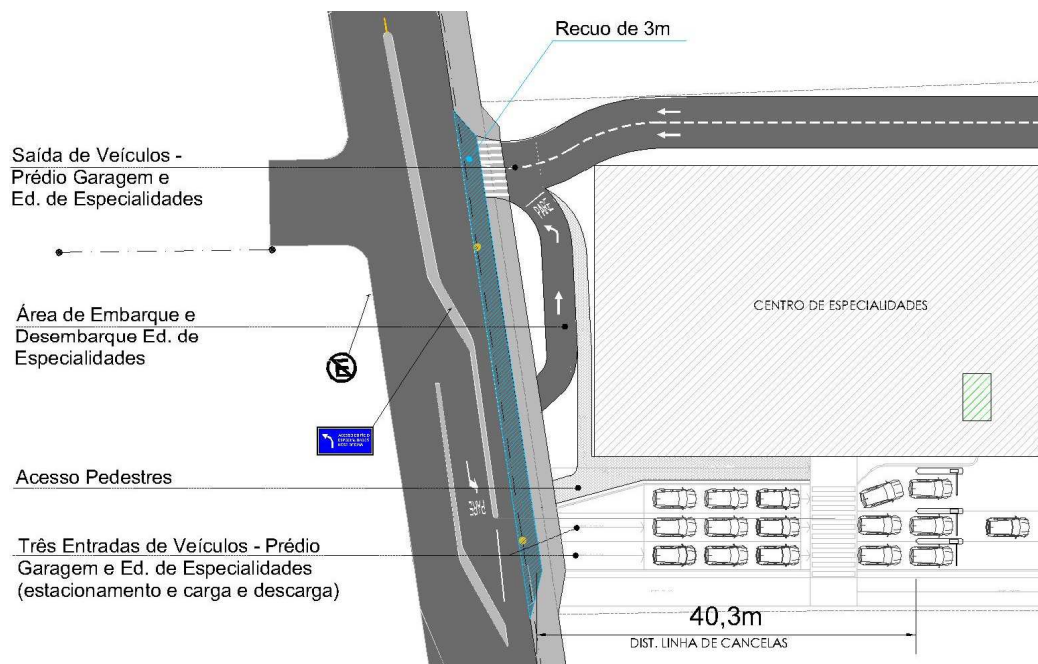 Recuo de 3m
Saída de Veículos -
Prédio Garagem e
Ed. de Especialidades
PARE
CENTRO DE ESPECIALIDADES
Área de Embarque e
Desembarque Ed. de
Especialidades
E
Acesso Pedestres
PARE
Três Entradas de Veículos - Prédio
Garagem e Ed. de Especialidades
(estacionamento e carga e descarga)
40,3m
DIST. LINHA DE CANCELAS